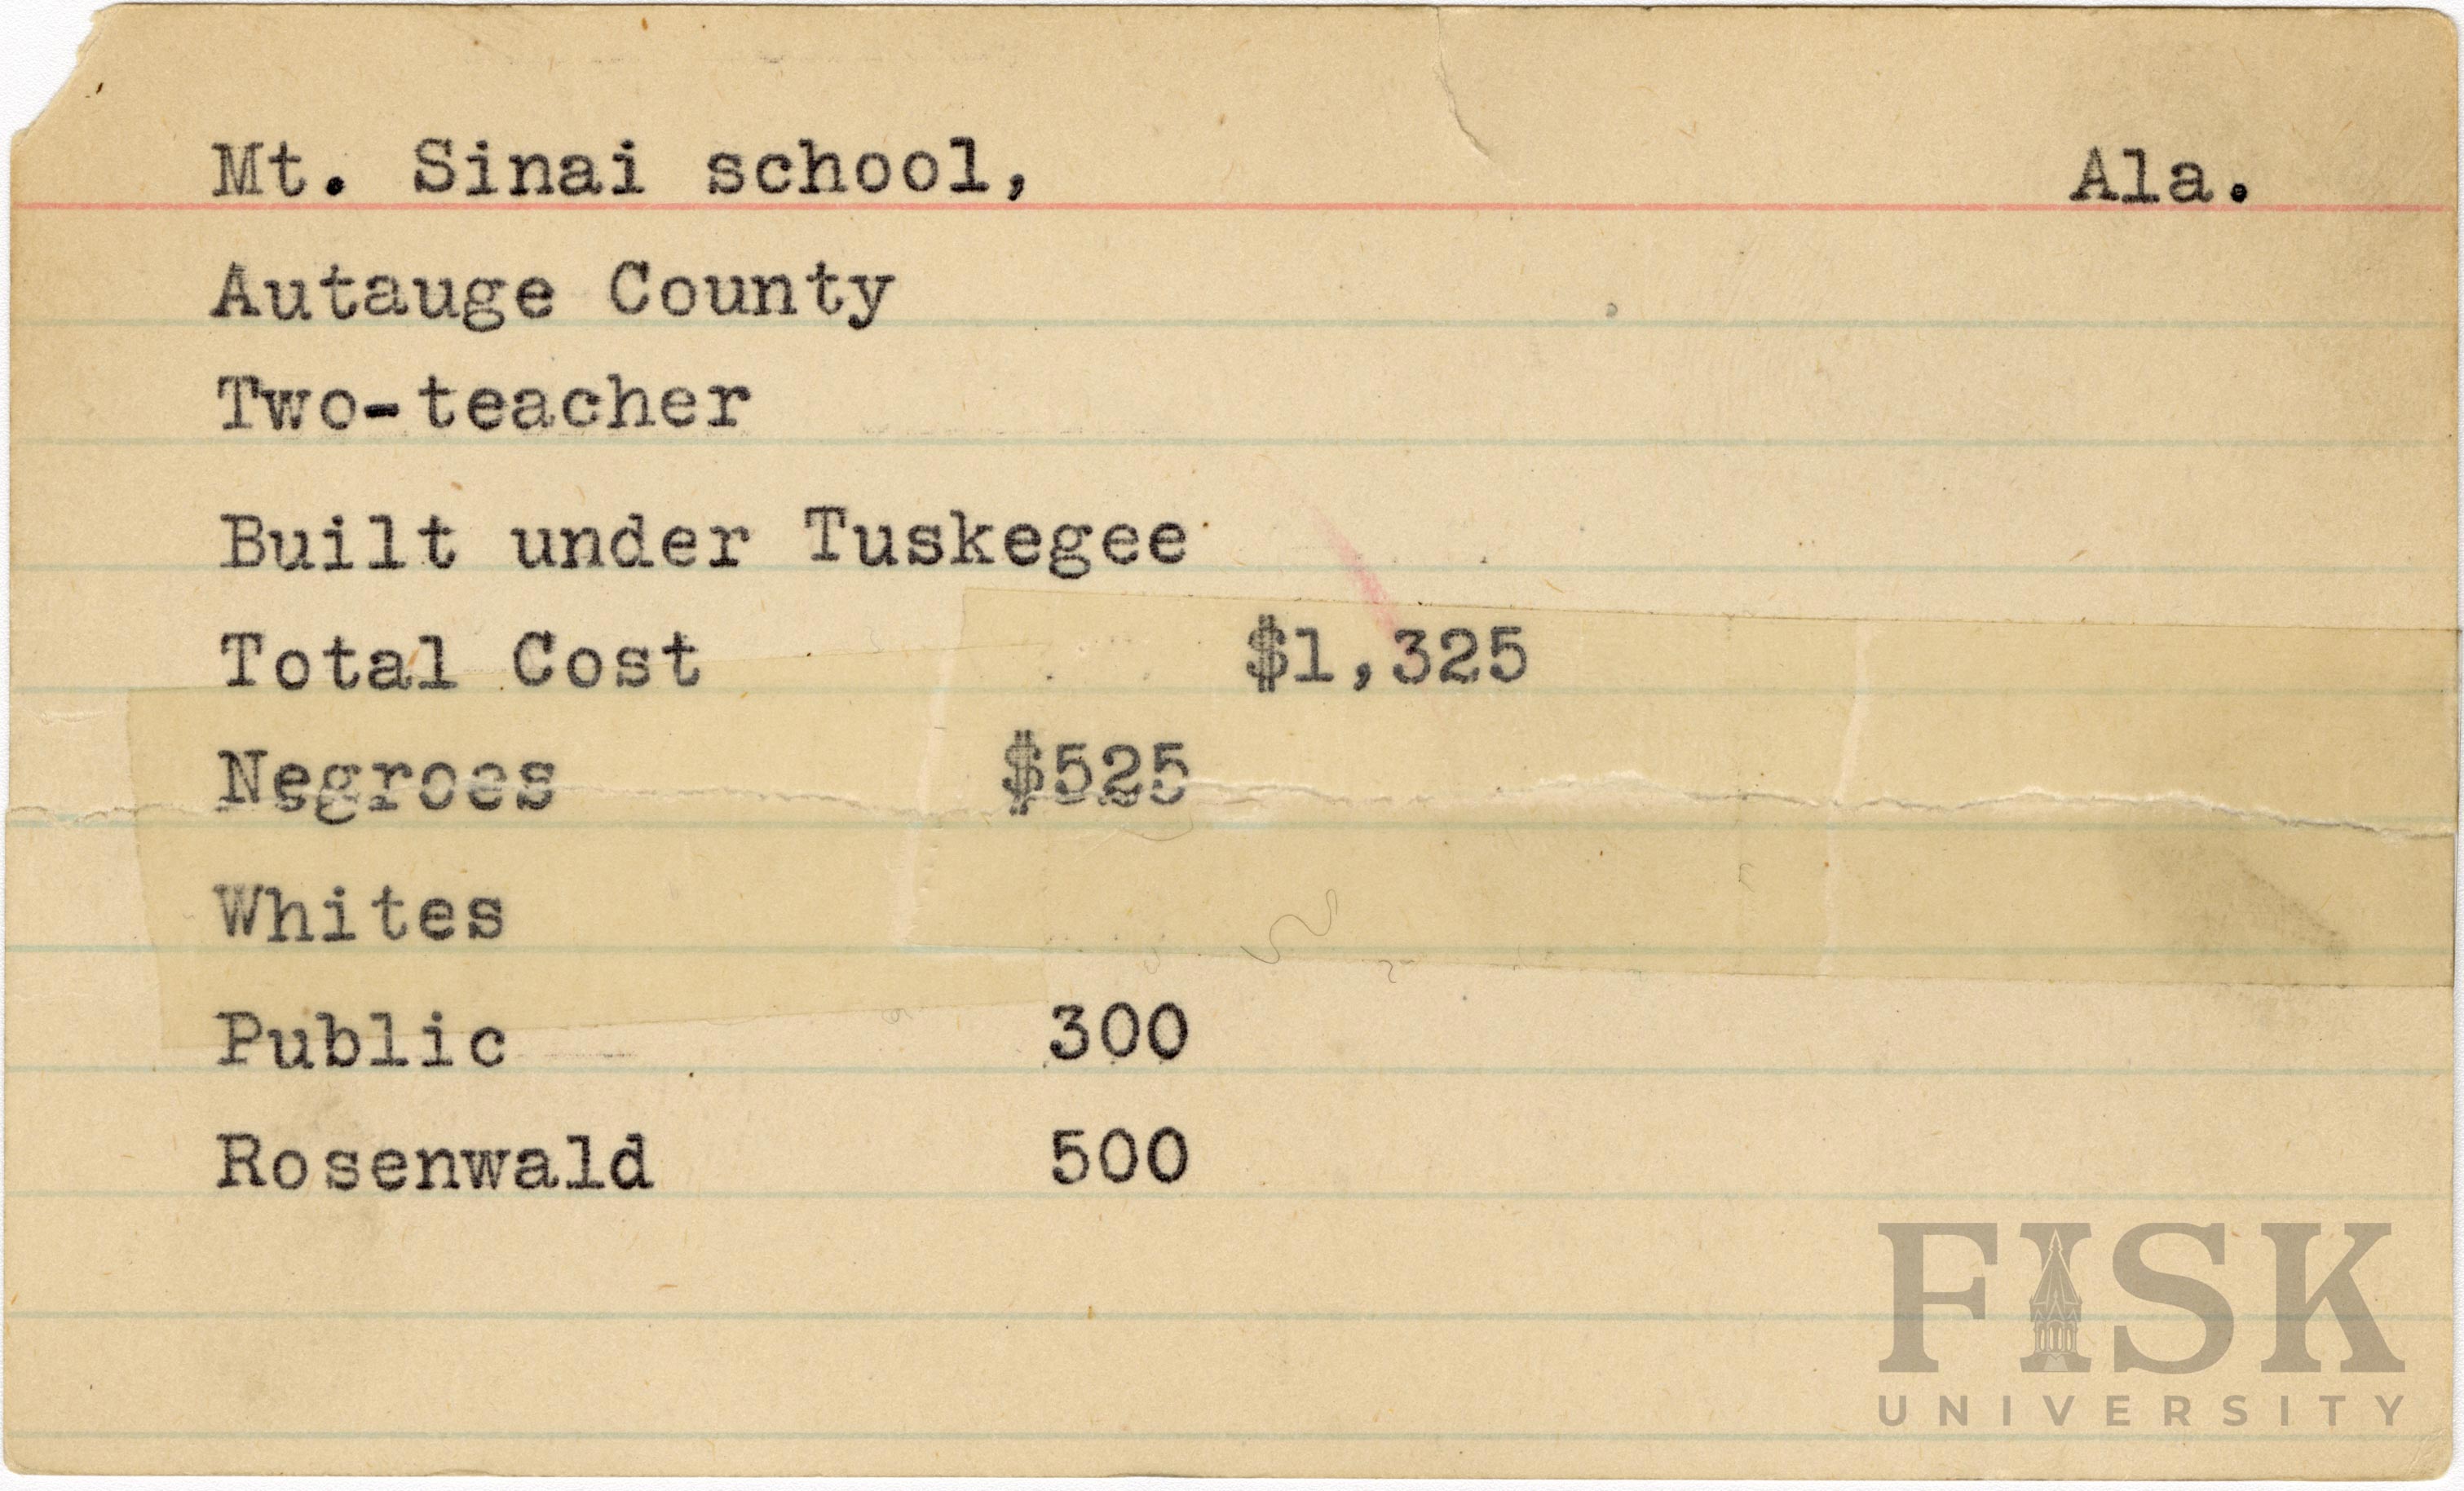 Mt. Sinai school, Ala.
Autauge County
Two-teacher
Built under Tuskegee
Total Cost $1,325
Negroes $525
Whites
Public 300
Rosenwald 500
FISK
UNIVERSITY